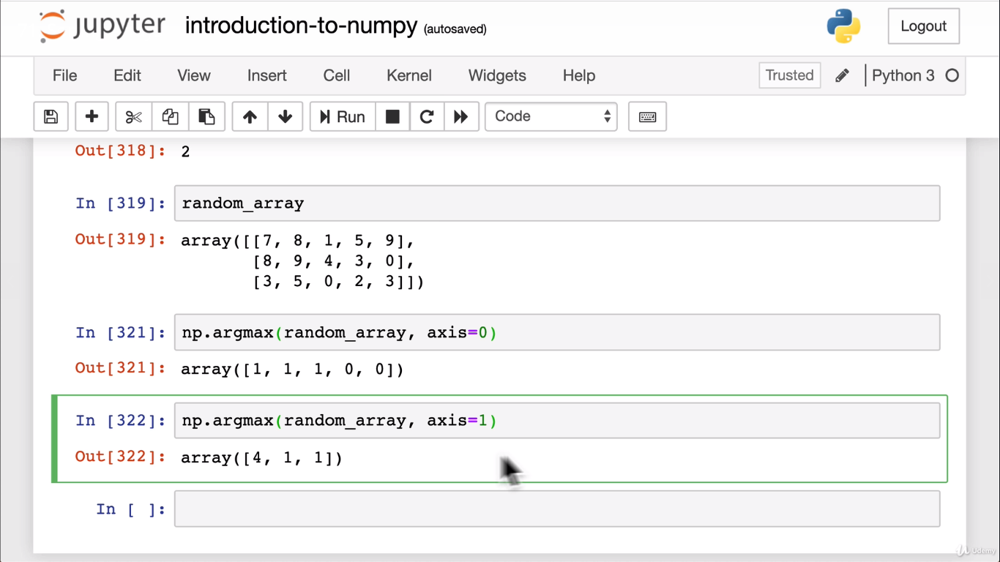 jupyter introduction-to-numpy (autosaved) Logout
File Edit View Insert Cell Kernel Widgets Help Trusted Python 3
Run Code
Out[318]: 2
In [319]: random_array
Out[319]: array([[7, 8, 1, 5, 9],
[8, 9, 4, 3, 0],
[3, 5, 0, 2, 3]])
In [321]: np.argmax(random_array, axis=0)
Out[321]: array([1, 1, 1, 0, 0])
In [322]: np.argmax(random_array, axis=1)
Out[322]: array([4, 1, 1])
In [ ]:
Udemy